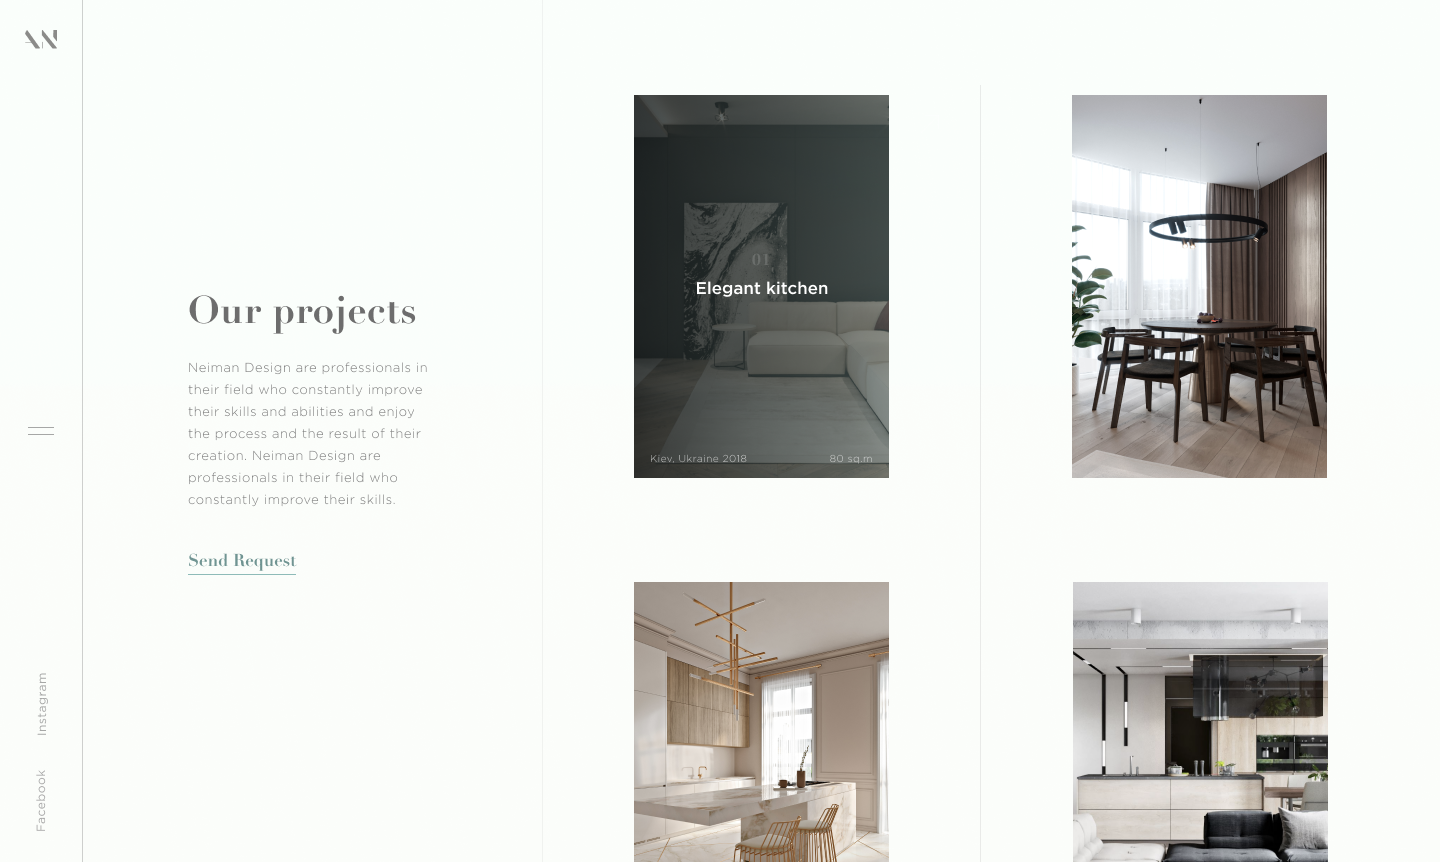 AN
Our projects
Neiman Design are professionals in
their field who constantly improve
their skills and abilities and enjoy
the process and the result of their
creation. Neiman Design are
professionals in their field who
constantly improve their skills.
Send Request
01
Elegant kitchen
Kiev, Ukraine 2018
80 sq.m
Instagram
Facebook